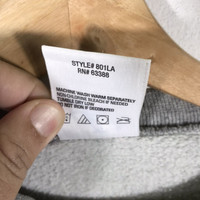 STYLE# 801LA
RN# 63388
MACHINE WASH WARM SEPARATELY
NON-CHLORINE BLEACH IF NEEDED
TUMBLE DRY LOW
DO NOT IRON IF DECORATED